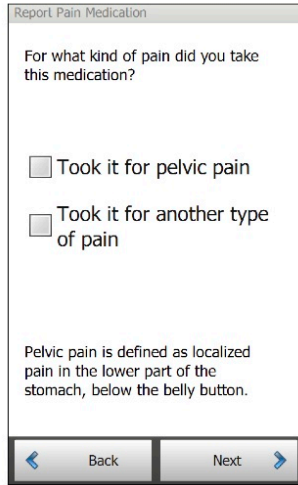 Report Pain Medication
For what kind of pain did you take
this medication?
Took it for pelvic pain
Took it for another type
of pain
Pelvic pain is defined as localized
pain in the lower part of the
stomach, below the belly button.
Back
Next